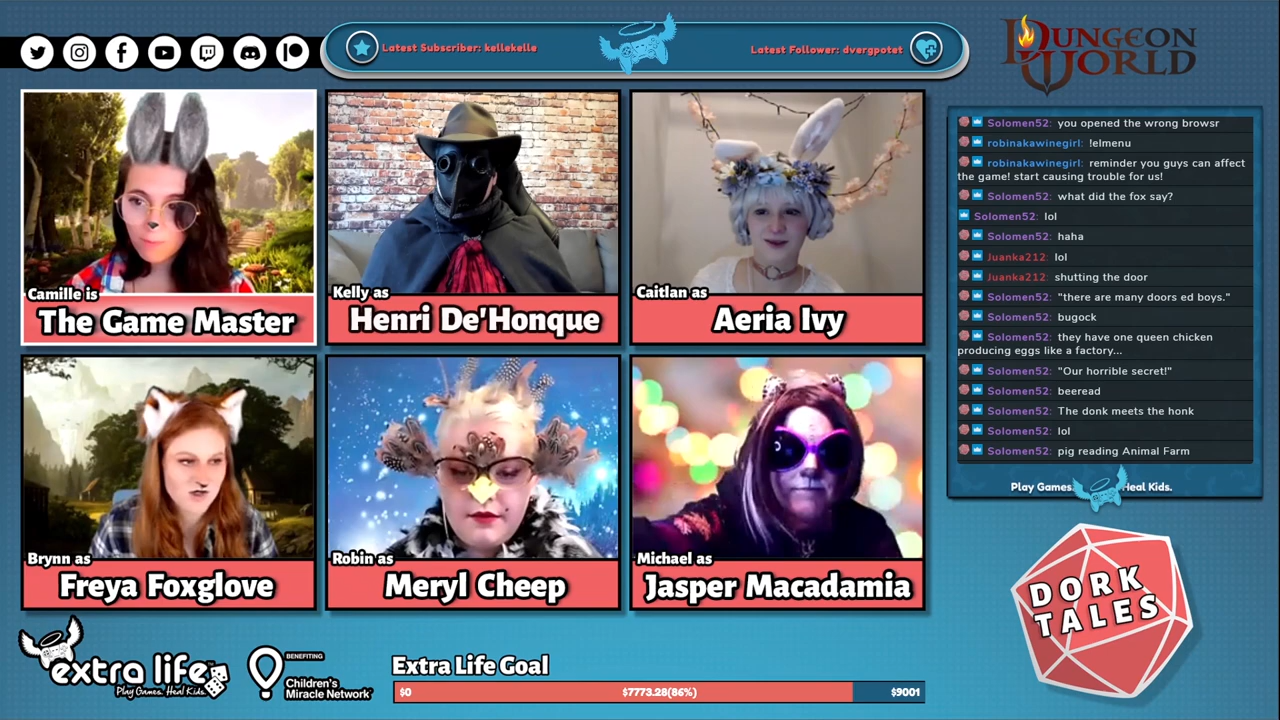 Latest Subscriber: kellekelle
Latest Follower: dvergpotet
DUNGEON
WORLD
Camille is
The Game Master
Kelly as
Henri De'Honque
Caitlan as
Aeria Ivy
Brynn as
Freya Foxglove
Robin as
Meryl Cheep
Michael as
Jasper Macadamia
Solomen52: you opened the wrong browsr
robinakawinegirl: !elmenu
robinakawinegirl: reminder you guys can affect
the game! start causing trouble for us!
Solomen52: what did the fox say?
Solomen52: lol
Solomen52: haha
Juanka212: lol
Juanka212: shutting the door
Solomen52: "there are many doors ed boys."
Solomen52: bugock
Solomen52: they have one queen chicken
producing eggs like a factory...
Solomen52: "Our horrible secret!"
Solomen52: beeread
Solomen52: The donk meets the honk
Solomen52: lol
Solomen52: pig reading Animal Farm
Play Games. Heal Kids.
DORK
TALES
extra life
Play Games. Heal Kids.
BENEFITING
Children's
Miracle Network
Extra Life Goal
$0 $7773.28(86%) $9001